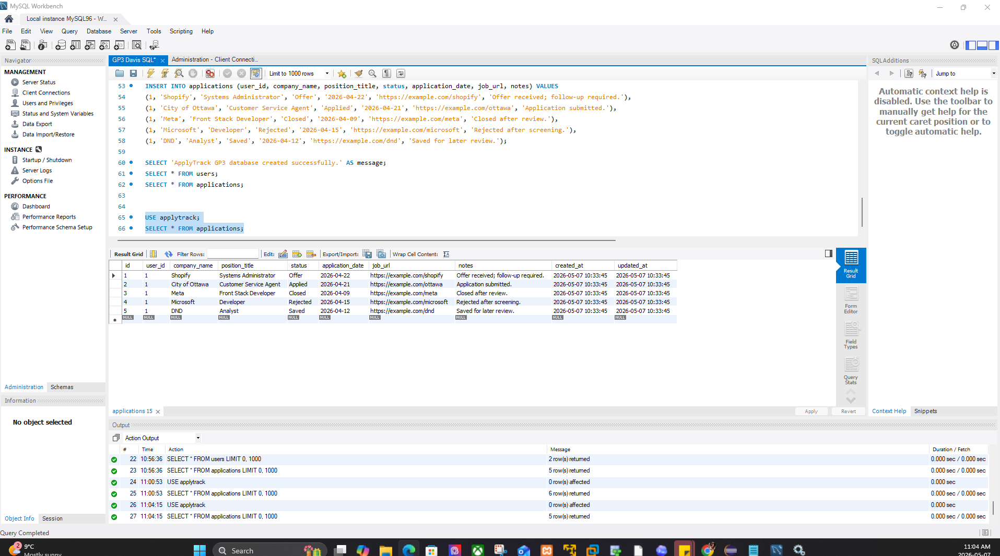 MySQL Workbench
Local instance MySQL96 - W...
File Edit View Query Database Server Tools Scripting Help
Navigator
MANAGEMENT
Server Status
Client Connections
Users and Privileges
Status and System Variables
Data Export
Data Import/Restore
INSTANCE
Startup / Shutdown
Server Logs
Options File
PERFORMANCE
Dashboard
Performance Reports
Performance Schema Setup
Administration Schemas
Information
No object selected
Object Info Session
GP3 Davis SQL* Administration - Client Connecti...
Limit to 1000 rows
53 INSERT INTO applications (user_id, company_name, position_title, status, application_date, job_url, notes) VALUES
54 (1, 'Shopify', 'Systems Administrator', 'Offer', '2026-04-22', 'https://example.com/shopify', 'Offer received; follow-up required.'),
55 (1, 'City of Ottawa', 'Customer Service Agent', 'Applied', '2026-04-21', 'https://example.com/ottawa', 'Application submitted.'),
56 (1, 'Meta', 'Front Stack Developer', 'Closed', '2026-04-09', 'https://example.com/meta', 'Closed after review.'),
57 (1, 'Microsoft', 'Developer', 'Rejected', '2026-04-15', 'https://example.com/microsoft', 'Rejected after screening.'),
58 (1, 'DND', 'Analyst', 'Saved', '2026-04-12', 'https://example.com/dnd', 'Saved for later review.');
59
60 SELECT 'ApplyTrack GP3 database created successfully.' AS message;
61 SELECT * FROM users;
62 SELECT * FROM applications;
63
64
65 USE applytrack;
66 SELECT * FROM applications;
Result Grid Filter Rows: Edit: Export/Import: Wrap Cell Content:
id user_id company_name position_title status application_date job_url notes created_at updated_at
1 1 Shopify Systems Administrator Offer 2026-04-22 https://example.com/shopify Offer received; follow-up required. 2026-05-07 10:33:45 2026-05-07 10:33:45
2 1 City of Ottawa Customer Service Agent Applied 2026-04-21 https://example.com/ottawa Application submitted. 2026-05-07 10:33:45 2026-05-07 10:33:45
3 1 Meta Front Stack Developer Closed 2026-04-09 https://example.com/meta Closed after review. 2026-05-07 10:33:45 2026-05-07 10:33:45
4 1 Microsoft Developer Rejected 2026-04-15 https://example.com/microsoft Rejected after screening. 2026-05-07 10:33:45 2026-05-07 10:33:45
5 1 DND Analyst Saved 2026-04-12 https://example.com/dnd Saved for later review. 2026-05-07 10:33:45 2026-05-07 10:33:45
NULL NULL NULL NULL NULL NULL NULL NULL NULL NULL
Result
Grid
Form
Editor
Field
Types
Query
Stats
applications 15 Apply Revert
SQLAdditions
Jump to
Automatic context help is
disabled. Use the toolbar to
manually get help for the
current caret position or to
toggle automatic help.
Context Help Snippets
Output
Action Output
# Time Action Message Duration / Fetch
22 10:56:36 SELECT * FROM users LIMIT 0, 1000 2 row(s) returned 0.000 sec / 0.000 sec
23 10:56:36 SELECT * FROM applications LIMIT 0, 1000 5 row(s) returned 0.000 sec / 0.000 sec
24 11:00:53 USE applytrack 0 row(s) affected 0.000 sec
25 11:00:53 SELECT * FROM applications LIMIT 0, 1000 6 row(s) returned 0.000 sec / 0.000 sec
26 11:04:15 USE applytrack 0 row(s) affected 0.000 sec
27 11:04:15 SELECT * FROM applications LIMIT 0, 1000 5 row(s) returned 0.000 sec / 0.000 sec
Query Completed
2
9°C
Mostly sunny
Search
11:04 AM
2026-05-07